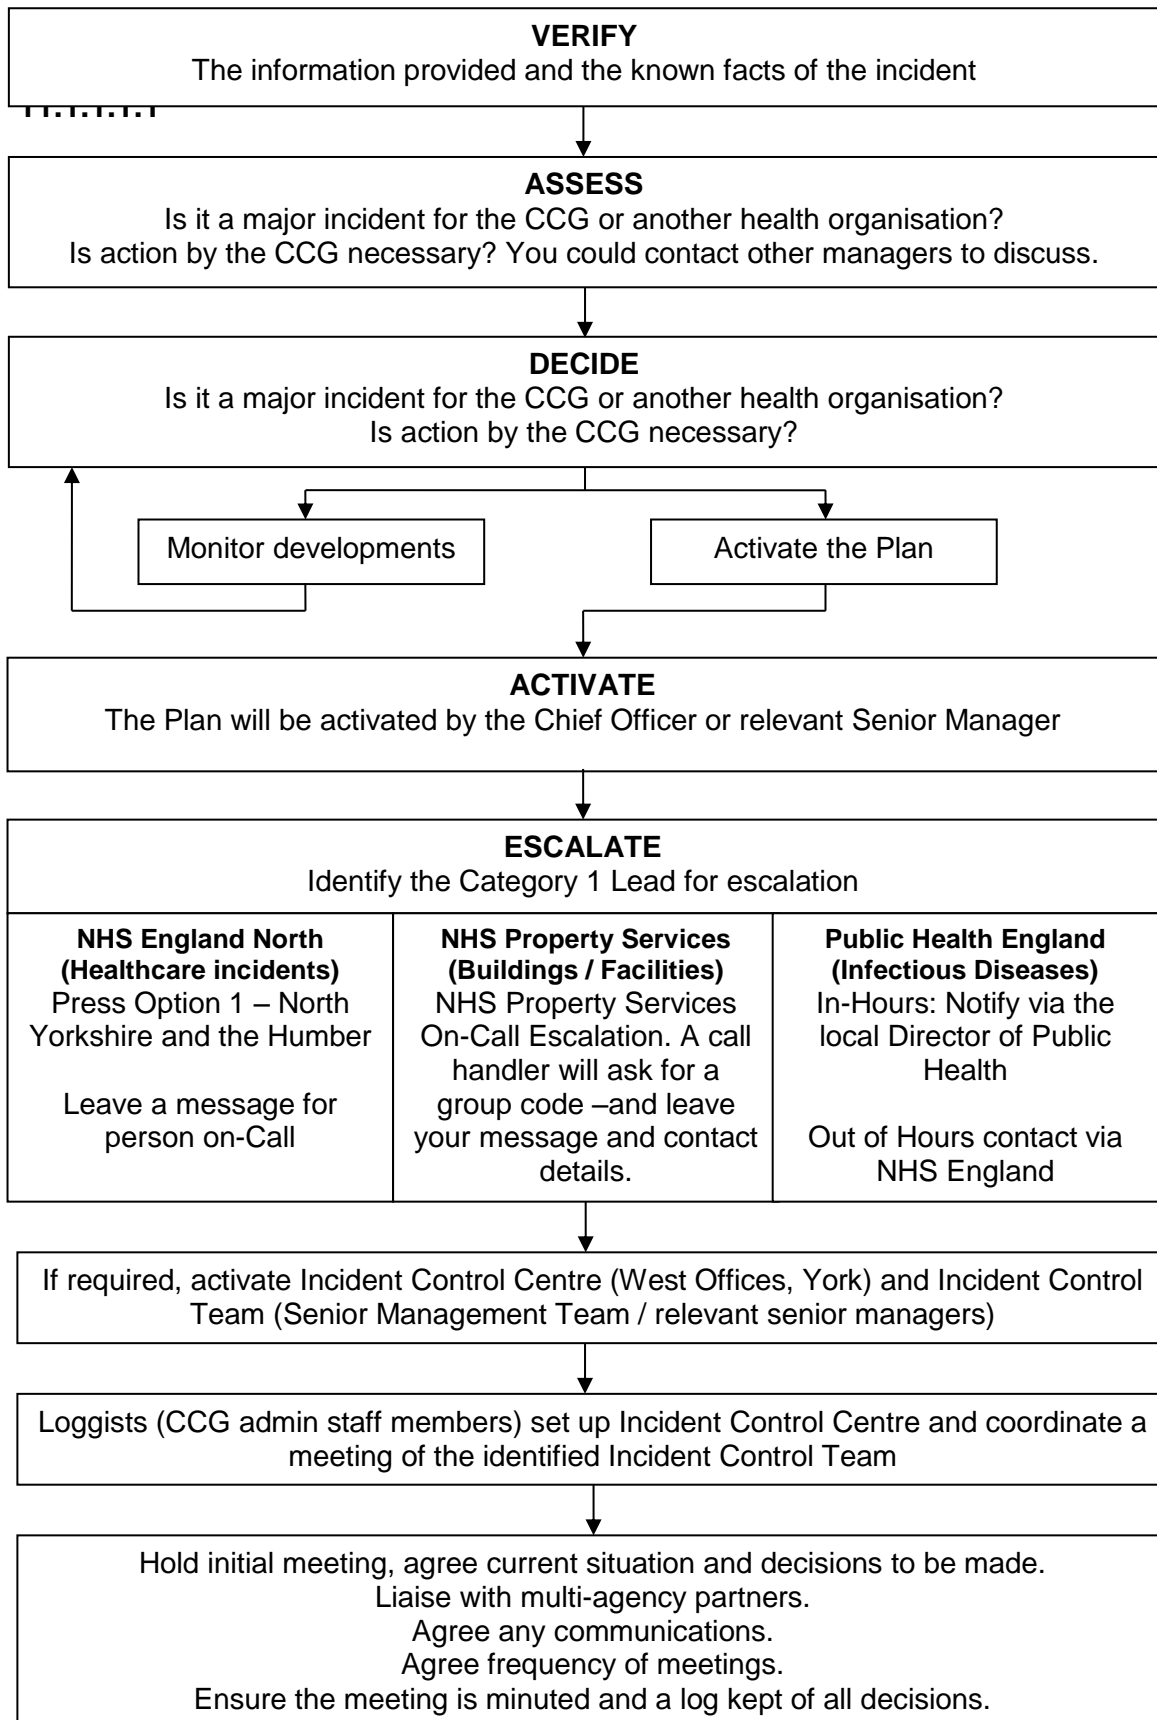 VERIFY
The information provided and the known facts of the incident
ASSESS
Is it a major incident for the CCG or another health organisation?
Is action by the CCG necessary? You could contact other managers to discuss.
DECIDE
Is it a major incident for the CCG or another health organisation?
Is action by the CCG necessary?
Monitor developments
Activate the Plan
ACTIVATE
The Plan will be activated by the Chief Officer or relevant Senior Manager
ESCALATE
Identify the Category 1 Lead for escalation
NHS England North
(Healthcare incidents)
Press Option 1 – North
Yorkshire and the Humber
Leave a message for
person on-Call
NHS Property Services
(Buildings / Facilities)
NHS Property Services
On-Call Escalation. A call
handler will ask for a
group code –and leave
your message and contact
details.
Public Health England
(Infectious Diseases)
In-Hours: Notify via the
local Director of Public
Health
Out of Hours contact via
NHS England
If required, activate Incident Control Centre (West Offices, York) and Incident Control
Team (Senior Management Team / relevant senior managers)
Loggists (CCG admin staff members) set up Incident Control Centre and coordinate a
meeting of the identified Incident Control Team
Hold initial meeting, agree current situation and decisions to be made.
Liaise with multi-agency partners.
Agree any communications.
Agree frequency of meetings.
Ensure the meeting is minuted and a log kept of all decisions.